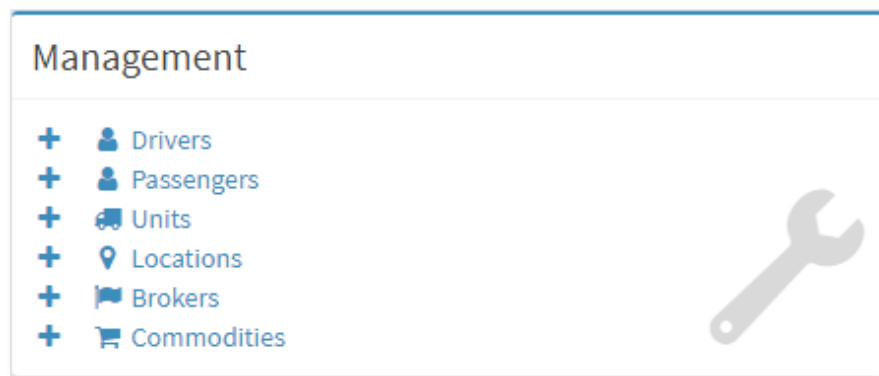 Management
Drivers
Passengers
Units
Locations
Brokers
Commodities